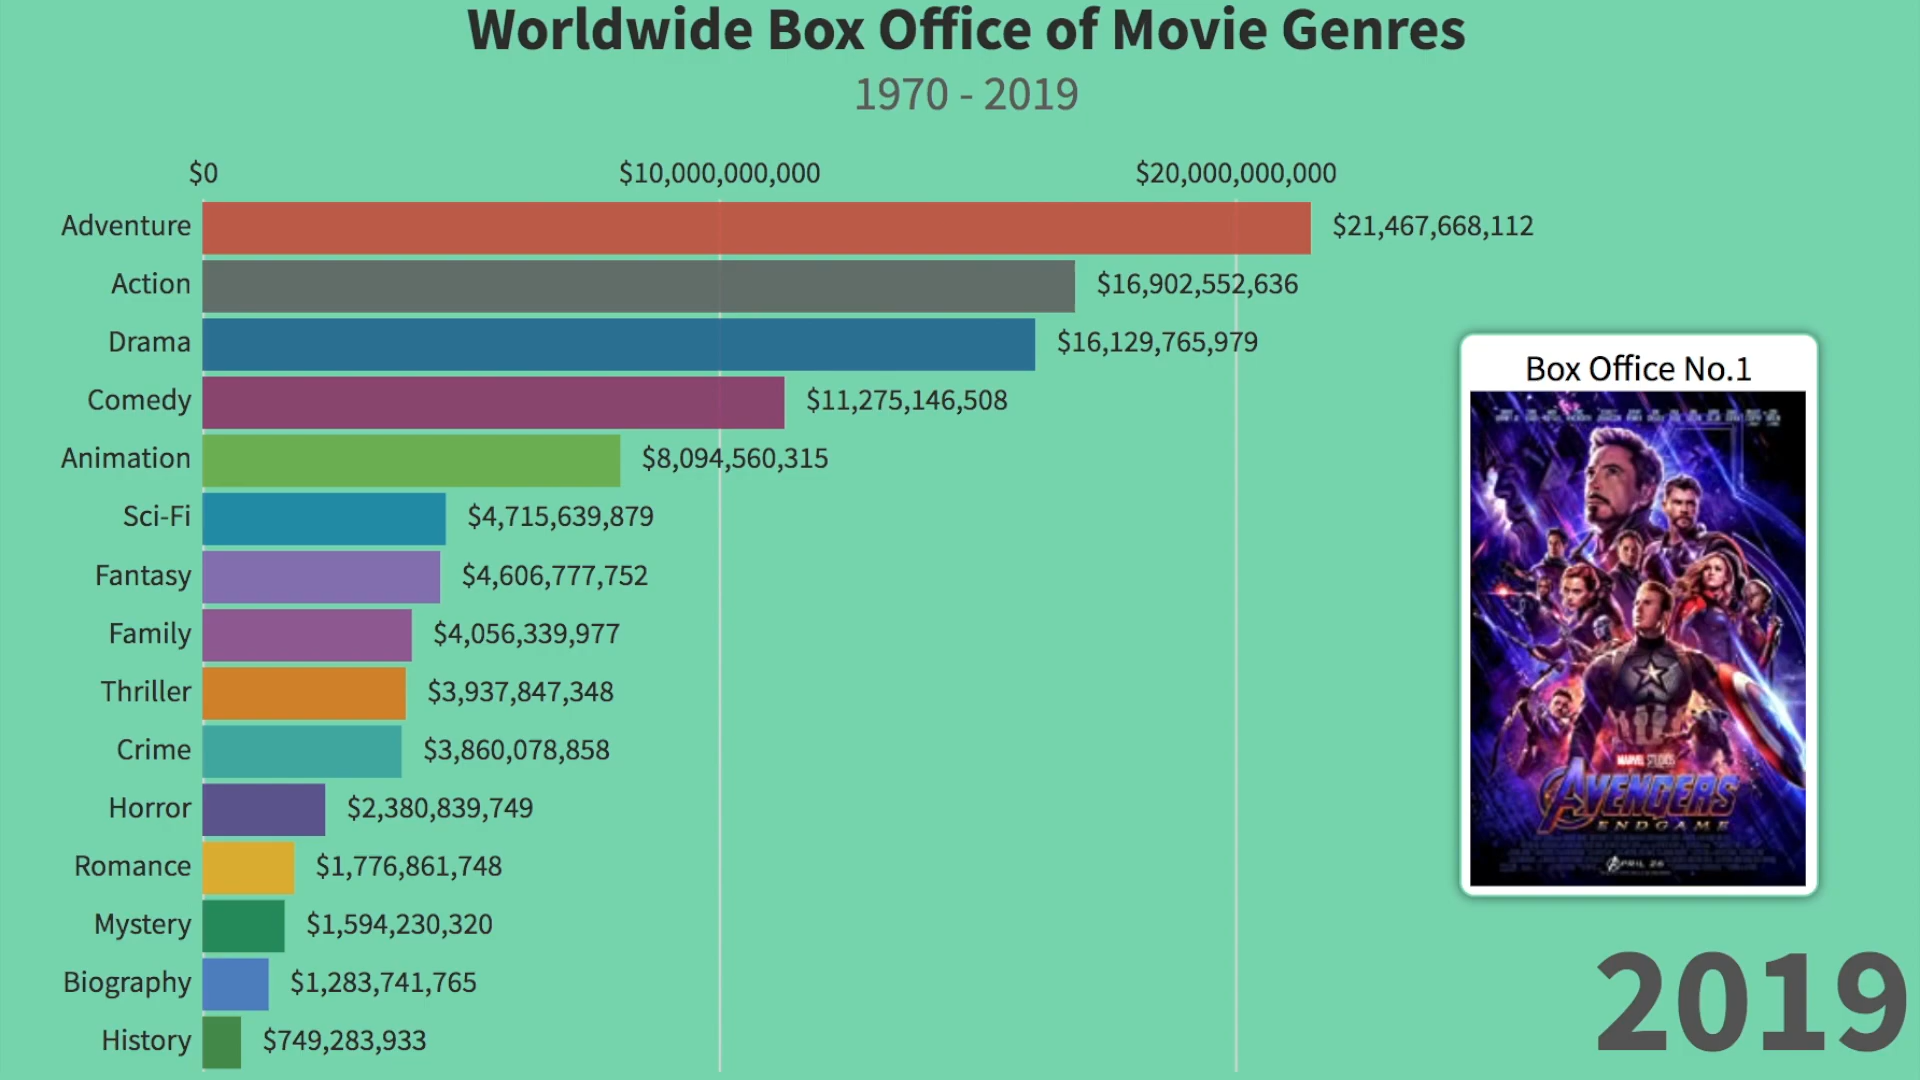 Worldwide Box Office of Movie Genres
1970 - 2019
$0 $10,000,000,000 $20,000,000,000
Adventure $21,467,668,112
Action $16,902,552,636
Drama $16,129,765,979
Comedy $11,275,146,508
Animation $8,094,560,315
Sci-Fi $4,715,639,879
Fantasy $4,606,777,752
Family $4,056,339,977
Thriller $3,937,847,348
Crime $3,860,078,858
Horror $2,380,839,749
Romance $1,776,861,748
Mystery $1,594,230,320
Biography $1,283,741,765
History $749,283,933
Box Office No.1
MARVEL STUDIOS
AVENGERS
ENDGAME
APRIL 26
2019